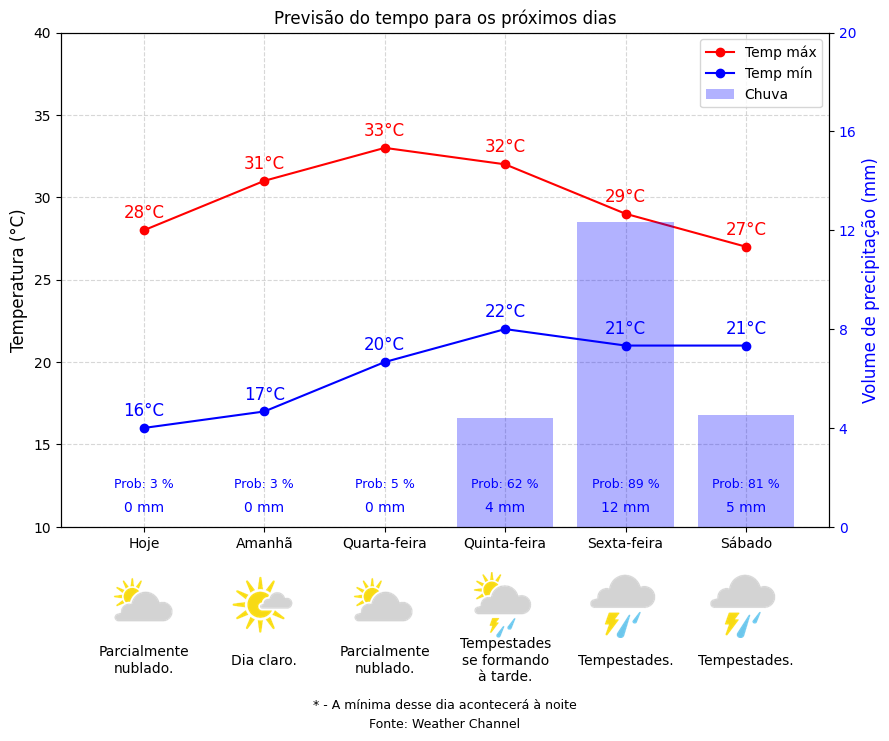 Previsão do tempo para os próximos dias
Temp máx
Temp mín
Chuva
Temperatura (°C)
40
35
30
25
20
15
10
Volume de precipitação (mm)
20
16
12
8
4
0
28°C
31°C
33°C
32°C
29°C
27°C
16°C
17°C
20°C
22°C
21°C
21°C
Prob: 3 %
Prob: 3 %
Prob: 5 %
Prob: 62 %
Prob: 89 %
Prob: 81 %
0 mm
0 mm
0 mm
4 mm
12 mm
5 mm
Hoje
Amanhã
Quarta-feira
Quinta-feira
Sexta-feira
Sábado
Parcialmente
nublado.
Dia claro.
Parcialmente
nublado.
Tempestades
se formando
à tarde.
Tempestades.
Tempestades.
* - A mínima desse dia acontecerá à noite
Fonte: Weather Channel